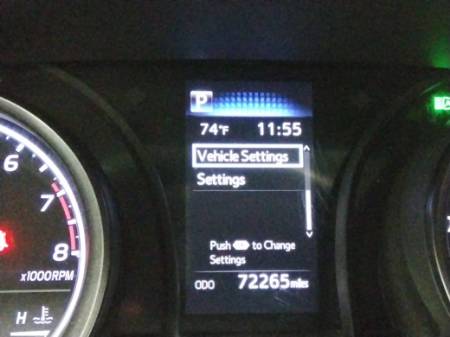 P
74°F 11:55
Vehicle Settings
Settings
Push to Change
Settings
ODO 72265 miles
6
7
8
x1000RPM
H